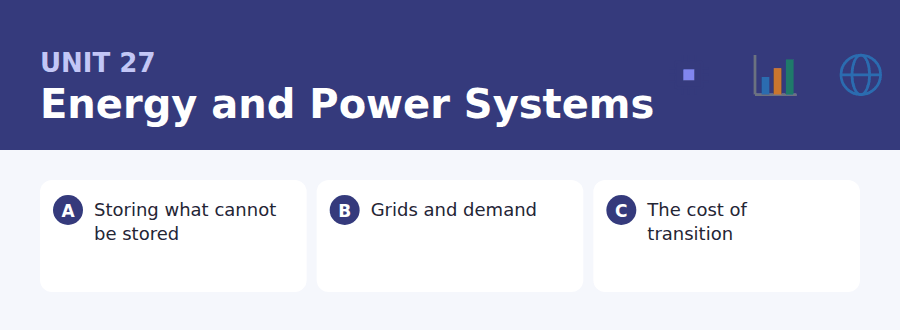 UNIT 27
Energy and Power Systems
A
Storing what cannot
be stored
B
Grids and demand
C
The cost of
transition